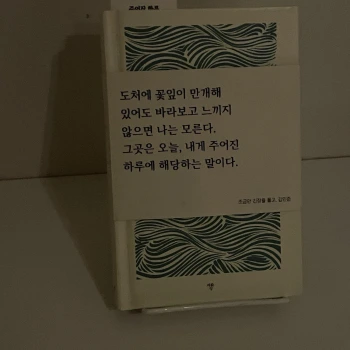 도처에 꽃잎이 만개해
있어도 바라보고 느끼지
않으면 나는 모른다.
그곳은 오늘, 내게 주어진
하루에 해당하는 말이다.